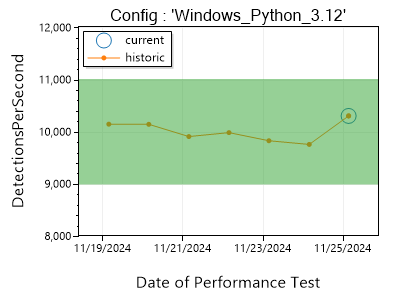 Config : 'Windows_Python_3.12'
current
historic
DetectionsPerSecond
12,000
11,000
10,000
9,000
8,000
11/19/2024 11/21/2024 11/23/2024 11/25/2024
Date of Performance Test